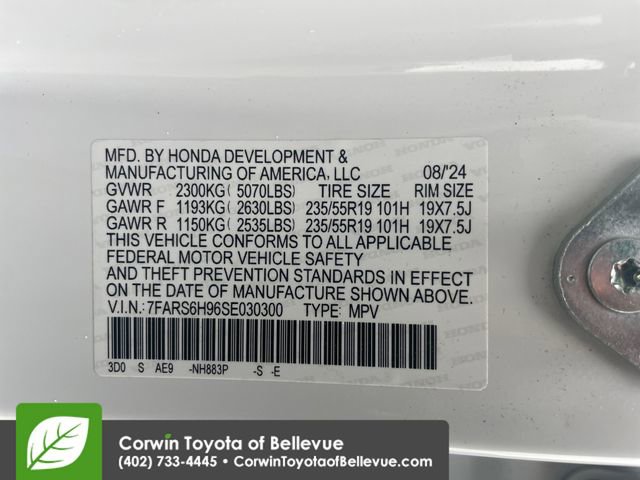 MFD. BY HONDA DEVELOPMENT &
MANUFACTURING OF AMERICA, LLC 08/'24
GVWR 2300KG( 5070LBS) TIRE SIZE RIM SIZE
GAWR F 1193KG( 2630LBS) 235/55R19 101H 19X7.5J
GAWR R 1150KG( 2535LBS) 235/55R19 101H 19X7.5J
THIS VEHICLE CONFORMS TO ALL APPLICABLE
FEDERAL MOTOR VEHICLE SAFETY
AND THEFT PREVENTION STANDARDS IN EFFECT
ON THE DATE OF MANUFACTURE SHOWN ABOVE.
V.I.N.: 7FARS6H96SE030300 TYPE: MPV
3D0 S AE9 -NH883P -S -E
Corwin Toyota of Bellevue
(402) 733-4445 • CorwinToyotaofBellevue.com